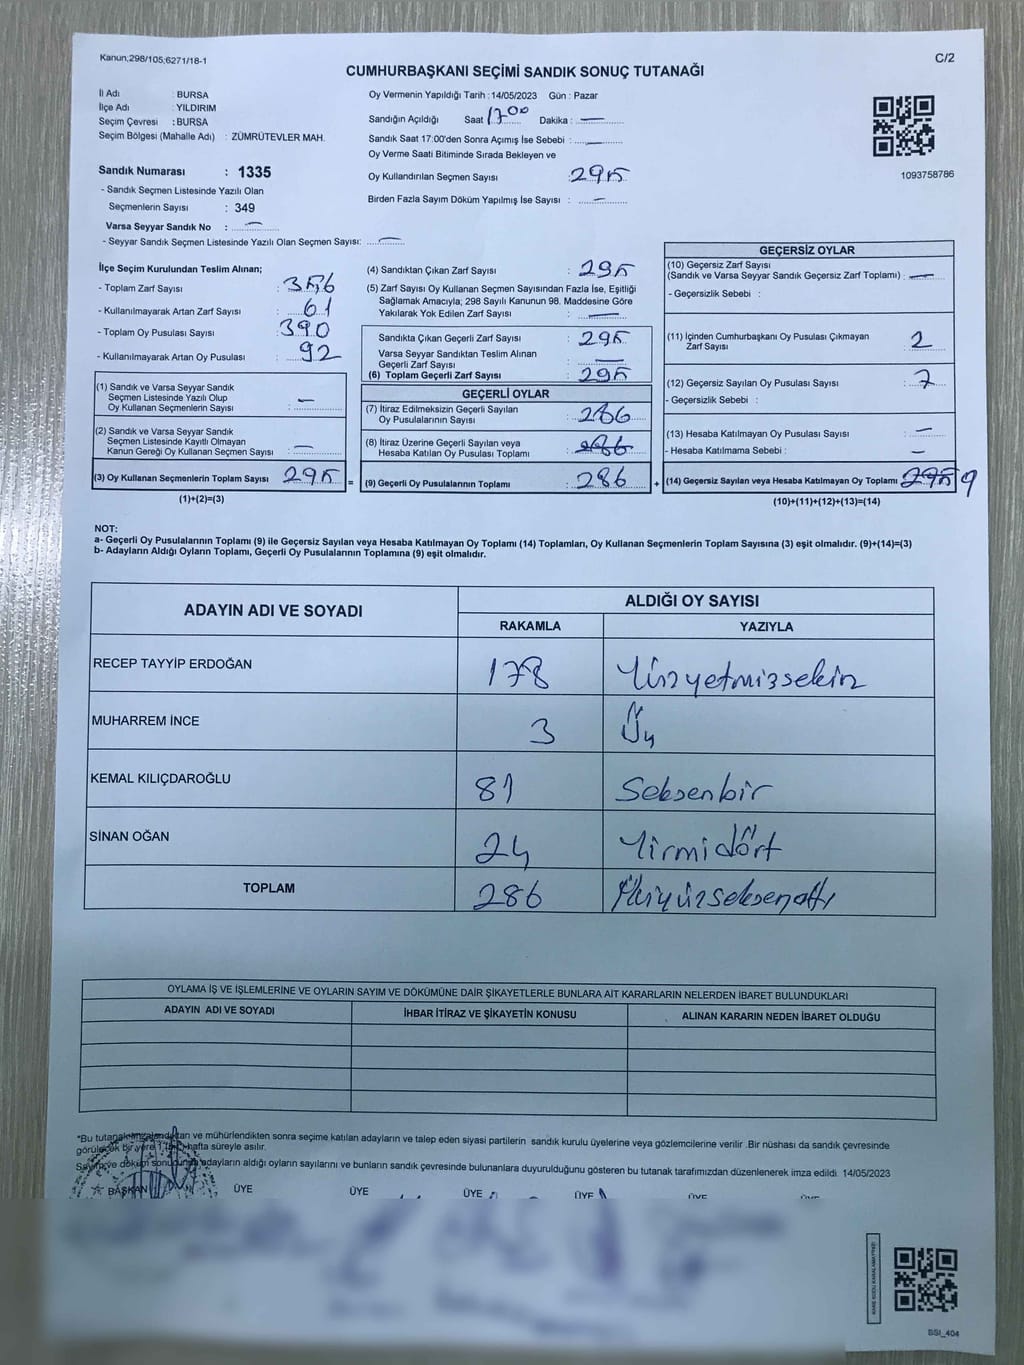 Kanun,298/105;6271/18-1
C/2
CUMHURBAŞKANI SEÇİMİ SANDIK SONUÇ TUTANAĞI
İl Adı : BURSA
İlçe Adı : YILDIRIM
Seçim Çevresi : BURSA
Seçim Bölgesi (Mahalle Adı) : ZÜMRÜTEVLER MAH.
Oy Vermenin Yapıldığı Tarih : 14/05/2023 Gün : Pazar
Sandığın Açıldığı Saat 17 00 Dakika : —
Sandık Saat 17:00'den Sonra Açımış İse Sebebi : —
Oy Verme Saati Bitiminde Sırada Bekleyen ve
Oy Kullandırılan Seçmen Sayısı : 295
Birden Fazla Sayım Döküm Yapılmış İse Sayısı : —
1093758786
Sandık Numarası : 1335
- Sandık Seçmen Listesinde Yazılı Olan
Seçmenlerin Sayısı : 349
Varsa Seyyar Sandık No : —
- Seyyar Sandık Seçmen Listesinde Yazılı Olan Seçmen Sayısı: —
İlçe Seçim Kurulundan Teslim Alınan;
- Toplam Zarf Sayısı : 356
- Kullanılmayarak Artan Zarf Sayısı : 61
- Toplam Oy Pusulası Sayısı : 390
- Kullanılmayarak Artan Oy Pusulası : 92
(1) Sandık ve Varsa Seyyar Sandık
Seçmen Listesinde Yazılı Olup
Oy Kullanan Seçmenlerin Sayısı : —
(2) Sandık ve Varsa Seyyar Sandık
Seçmen Listesinde Kayıtlı Olmayan
Kanun Gereği Oy Kullanan Seçmen Sayısı : —
(3) Oy Kullanan Seçmenlerin Toplam Sayısı : 295 =
(1)+(2)=(3)
(4) Sandıktan Çıkan Zarf Sayısı : 295
(5) Zarf Sayısı Oy Kullanan Seçmen Sayısından Fazla İse, Eşitliği
Sağlamak Amacıyla; 298 Sayılı Kanunun 98. Maddesine Göre
Yakılarak Yok Edilen Zarf Sayısı : —
Sandıkta Çıkan Geçerli Zarf Sayısı : 295
Varsa Seyyar Sandıktan Teslim Alınan
Geçerli Zarf Sayısı : —
(6) Toplam Geçerli Zarf Sayısı : 295
GEÇERLİ OYLAR
(7) İtiraz Edilmeksizin Geçerli Sayılan
Oy Pusulalarının Sayısı : 286
(8) İtiraz Üzerine Geçerli Sayılan veya
Hesaba Katılan Oy Pusulası Toplamı : 286
(9) Geçerli Oy Pusulalarının Toplamı : 286 +
GEÇERSİZ OYLAR
(10) Geçersiz Zarf Sayısı
(Sandık ve Varsa Seyyar Sandık Geçersiz Zarf Toplamı) : —
- Geçersizlik Sebebi :
(11) İçinden Cumhurbaşkanı Oy Pusulası Çıkmayan
Zarf Sayısı : 2
(12) Geçersiz Sayılan Oy Pusulası Sayısı : 7
- Geçersizlik Sebebi :
(13) Hesaba Katılmayan Oy Pusulası Sayısı : —
- Hesaba Katılmama Sebebi : —
(14) Geçersiz Sayılan veya Hesaba Katılmayan Oy Toplamı : 295 9
(10)+(11)+(12)+(13)=(14)
NOT:
a- Geçerli Oy Pusulalarının Toplamı (9) ile Geçersiz Sayılan veya Hesaba Katılmayan Oy Toplamı (14) Toplamları, Oy Kullanan Seçmenlerin Toplam Sayısına (3) eşit olmalıdır. (9)+(14)=(3)
b- Adayların Aldığı Oyların Toplamı, Geçerli Oy Pusulalarının Toplamına (9) eşit olmalıdır.
ADAYIN ADI VE SOYADI
ALDIĞI OY SAYISI
RAKAMLA YAZIYLA
RECEP TAYYİP ERDOĞAN 178 Yüzyetmişsekiz
MUHARREM İNCE 3 Üç
KEMAL KILIÇDAROĞLU 81 Seksenbir
SİNAN OĞAN 24 Yirmidört
TOPLAM 286 İkiyüzseksenaltı
OYLAMA İŞ VE İŞLEMLERİNE VE OYLARIN SAYIM VE DÖKÜMÜNE DAİR ŞİKAYETLERLE BUNLARA AİT KARARLARIN NELERDEN İBARET BULUNDUKLARI
ADAYIN ADI VE SOYADI İHBAR İTİRAZ VE ŞİKAYETİN KONUSU ALINAN KARARIN NEDEN İBARET OLDUĞU
*Bu tutanak imzalandıktan ve mühürlendikten sonra seçime katılan adayların ve talep eden siyasi partilerin sandık kurulu üyelerine veya gözlemcilerine verilir .Bir nüshası da sandık çevresinde
görülecek bir yere 1 hafta süreyle asılır.
Sayım ve döküm sonucunda adayların aldığı oyların sayılarını ve bunların sandık çevresinde bulunanlara duyurulduğunu gösteren bu tutanak tarafımızdan düzenlenerek imza edildi. 14/05/2023
BAŞKAN ÜYE ÜYE ÜYE ÜYE ÜYE ÜYE
BSI_404